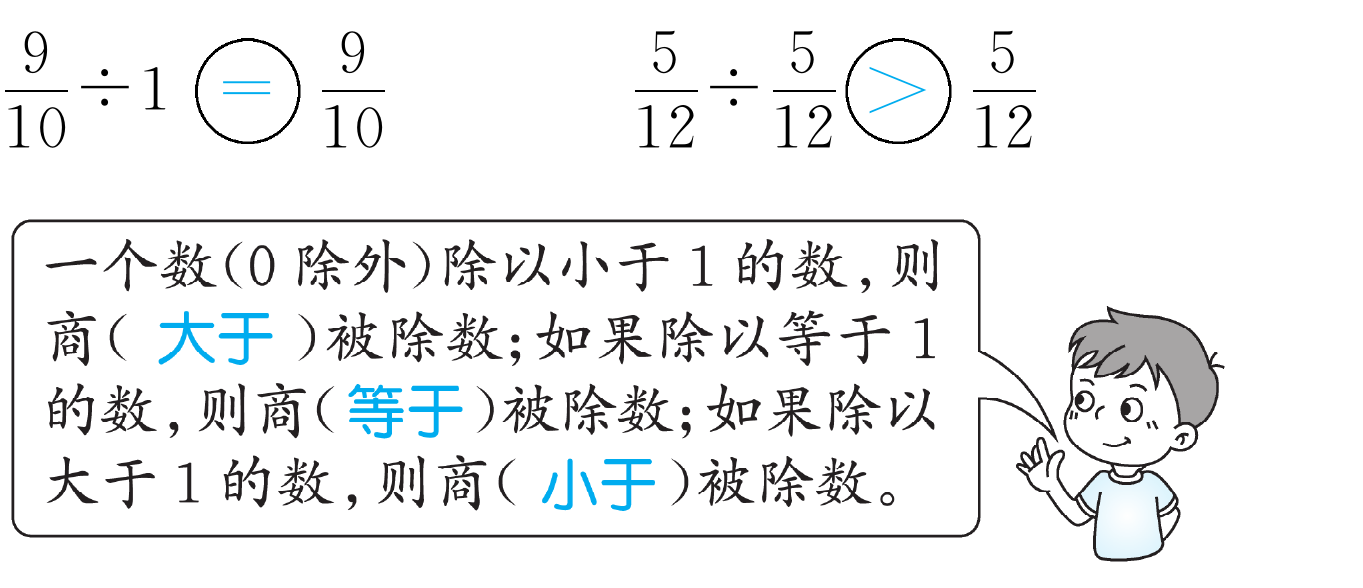 9/10÷1 = 9/10 5/12÷5/12 > 5/12
一个数(0除外)除以小于1的数,则
商( 大于 )被除数;如果除以等于1
的数,则商( 等于 )被除数;如果除以
大于1的数,则商( 小于 )被除数。